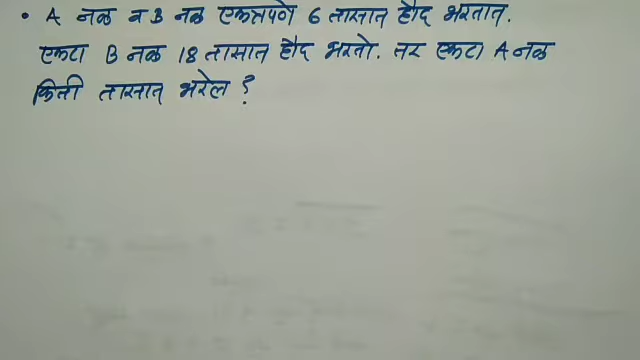 • A नळ व B नळ एकत्रपणे 6 तासात हौद भरतात.
एकटा B नळ 18 तासात हौद भरतो. तर एकटा A नळ
किती तासात भरेल ?